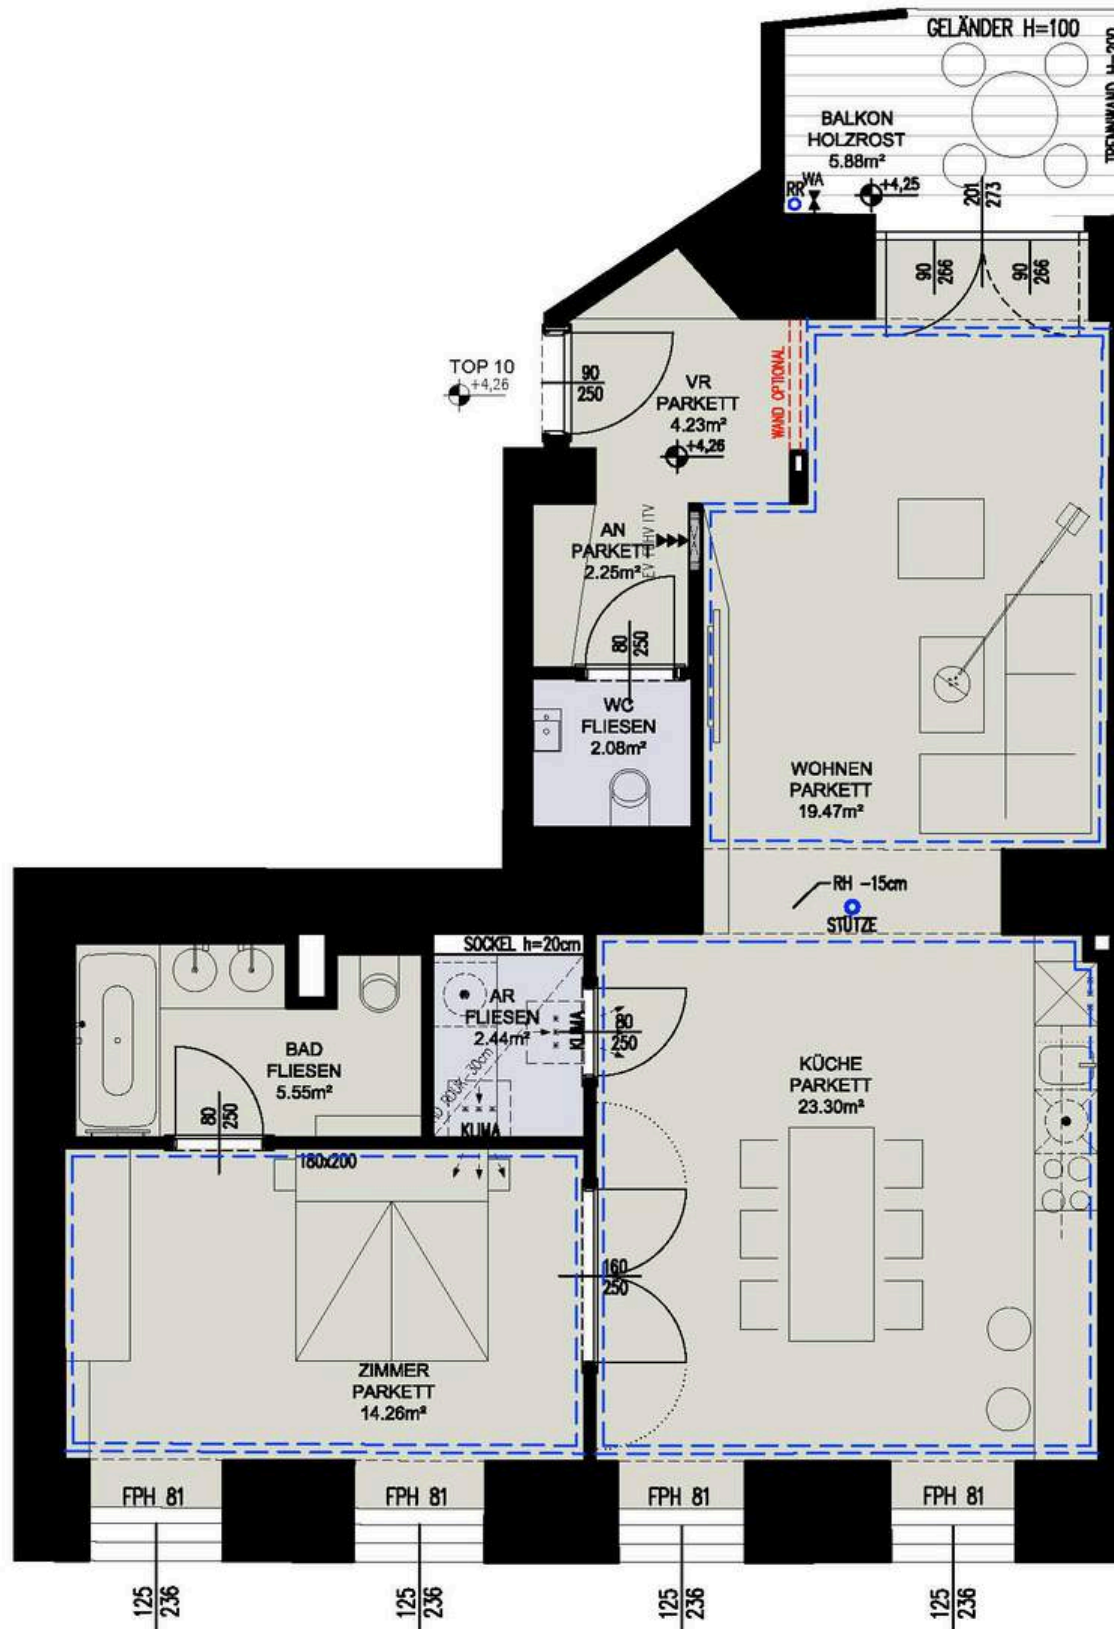 GELÄNDER H=100
TRENNWAND H=200
BALKON
HOLZROST
5.88m²
RR
WA
+4,25
201
273
90
266
90
266
TOP 10
+4,26
90
250
VR
PARKETT
4.23m²
+4,26
WAND OPTIONAL
AN
PARKETT
2.25m²
80
250
WC
FLIESEN
2.08m²
WOHNEN
PARKETT
19.47m²
RH -15cm
STÜTZE
SOCKEL h=20cm
AR
FLIESEN
2.44m²
KLIMA
KLIMA
80
250
BAD
FLIESEN
5.55m²
80
250
KÜCHE
PARKETT
23.30m²
180x200
160
250
ZIMMER
PARKETT
14.26m²
FPH 81
FPH 81
FPH 81
FPH 81
125
236
125
236
125
236
125
236